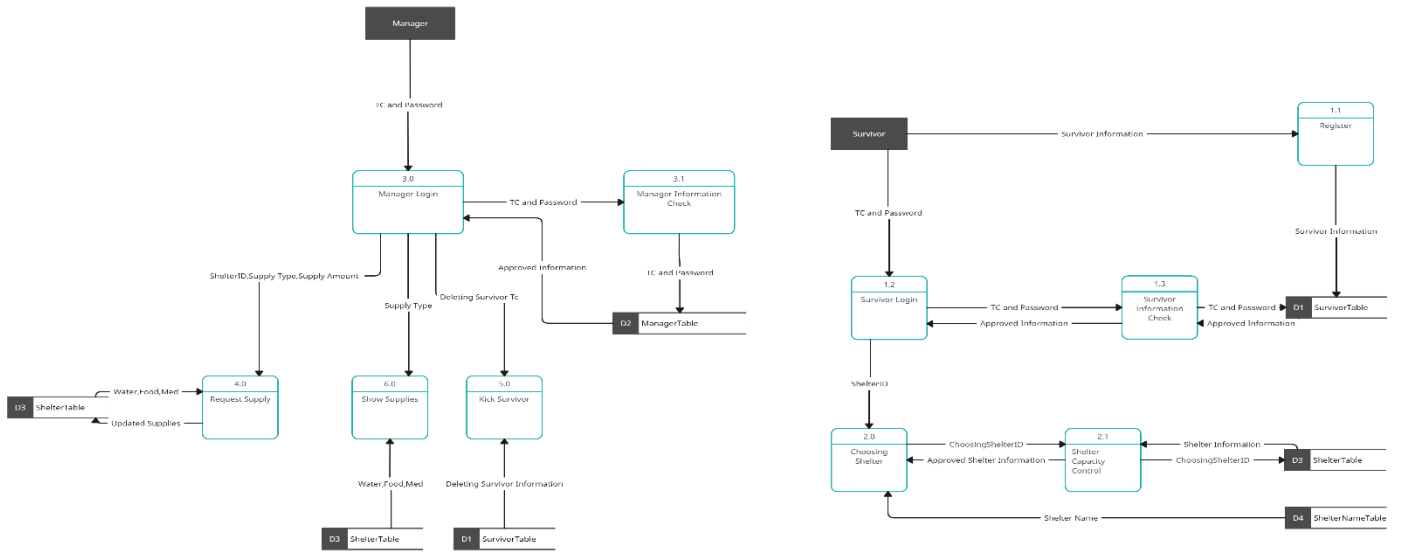 Manager
TC and Password
3.0
Manager Login
TC and Password
3.1
Manager Information
Check
Approved Information
TC and Password
ShelterID,Supply Type,Supply Amount
Supply Type
Deleting Survivor Tc
D2
ManagerTable
4.0
Request Supply
Water,Food,Med
Updated Supplies
D3
ShelterTable
6.0
Show Supplies
5.0
Kick Survivor
Water,Food,Med
Deleting Survivor Information
D3
ShelterTable
D1
SurvivorTable
Survivor
Survivor Information
1.1
Register
TC and Password
Survivor Information
1.2
Survivor Login
TC and Password
Approved Information
1.3
Survivor
Information
Check
TC and Password
Approved Information
D1
SurvivorTable
ShelterID
2.0
Choosing
Shelter
ChoosingShelterID
Approved Shelter Information
2.1
Shelter
Capacity
Control
Shelter Information
ChoosingShelterID
D3
ShelterTable
Shelter Name
D4
ShelterNameTable